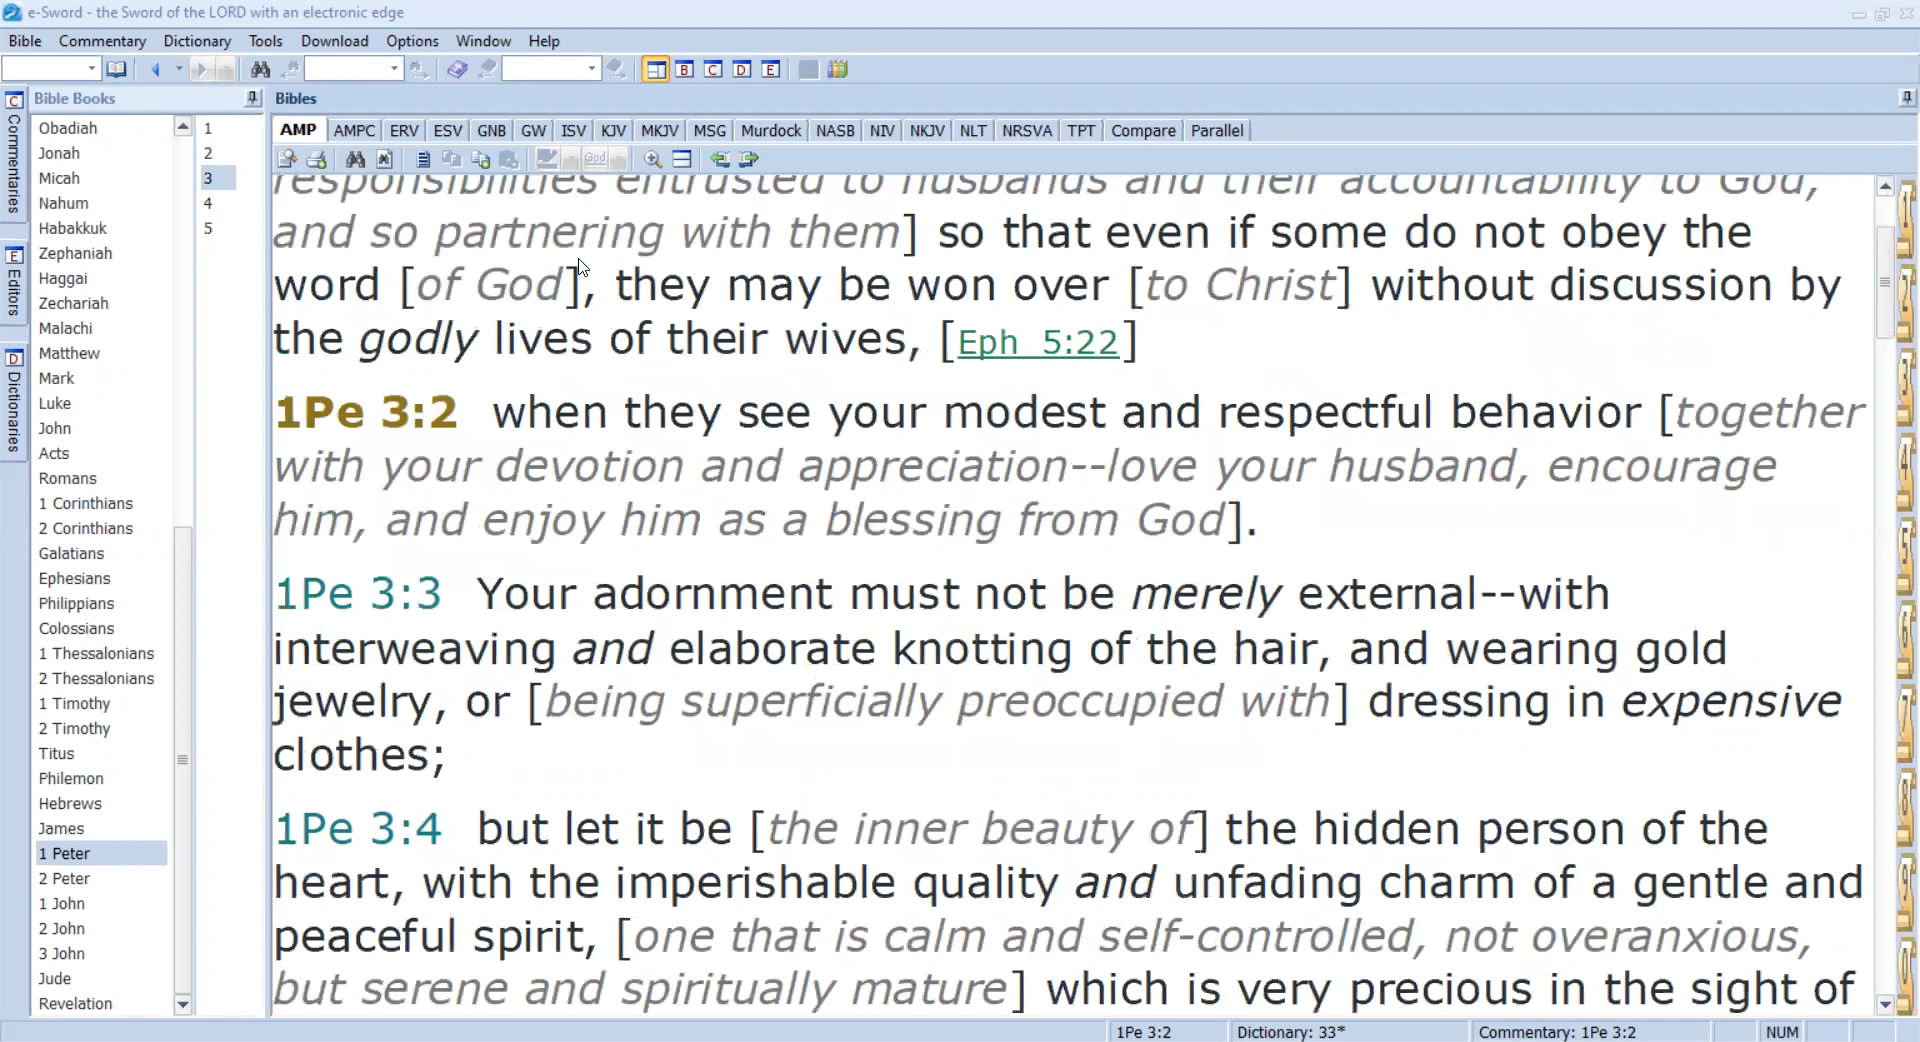 e-Sword - the Sword of the LORD with an electronic edge
Bible Commentary Dictionary Tools Download Options Window Help
B C D E
C Commentaries
E Editors
D Dictionaries
Bible Books
Obadiah
Jonah
Micah
Nahum
Habakkuk
Zephaniah
Haggai
Zechariah
Malachi
Matthew
Mark
Luke
John
Acts
Romans
1 Corinthians
2 Corinthians
Galatians
Ephesians
Philippians
Colossians
1 Thessalonians
2 Thessalonians
1 Timothy
2 Timothy
Titus
Philemon
Hebrews
James
1 Peter
2 Peter
1 John
2 John
3 John
Jude
Revelation
1
2
3
4
5
Bibles
AMP AMPC ERV ESV GNB GW ISV KJV MKJV MSG Murdock NASB NIV NKJV NLT NRSVA TPT Compare Parallel
God
responsibilities entrusted to husbands and their accountability to God,
and so partnering with them] so that even if some do not obey the
word [of God], they may be won over [to Christ] without discussion by
the godly lives of their wives, [Eph 5:22]
1Pe 3:2 when they see your modest and respectful behavior [together
with your devotion and appreciation--love your husband, encourage
him, and enjoy him as a blessing from God].
1Pe 3:3 Your adornment must not be merely external--with
interweaving and elaborate knotting of the hair, and wearing gold
jewelry, or [being superficially preoccupied with] dressing in expensive
clothes;
1Pe 3:4 but let it be [the inner beauty of] the hidden person of the
heart, with the imperishable quality and unfading charm of a gentle and
peaceful spirit, [one that is calm and self-controlled, not overanxious,
but serene and spiritually mature] which is very precious in the sight of
1Pe 3:2 Dictionary: 33* Commentary: 1Pe 3:2 NUM